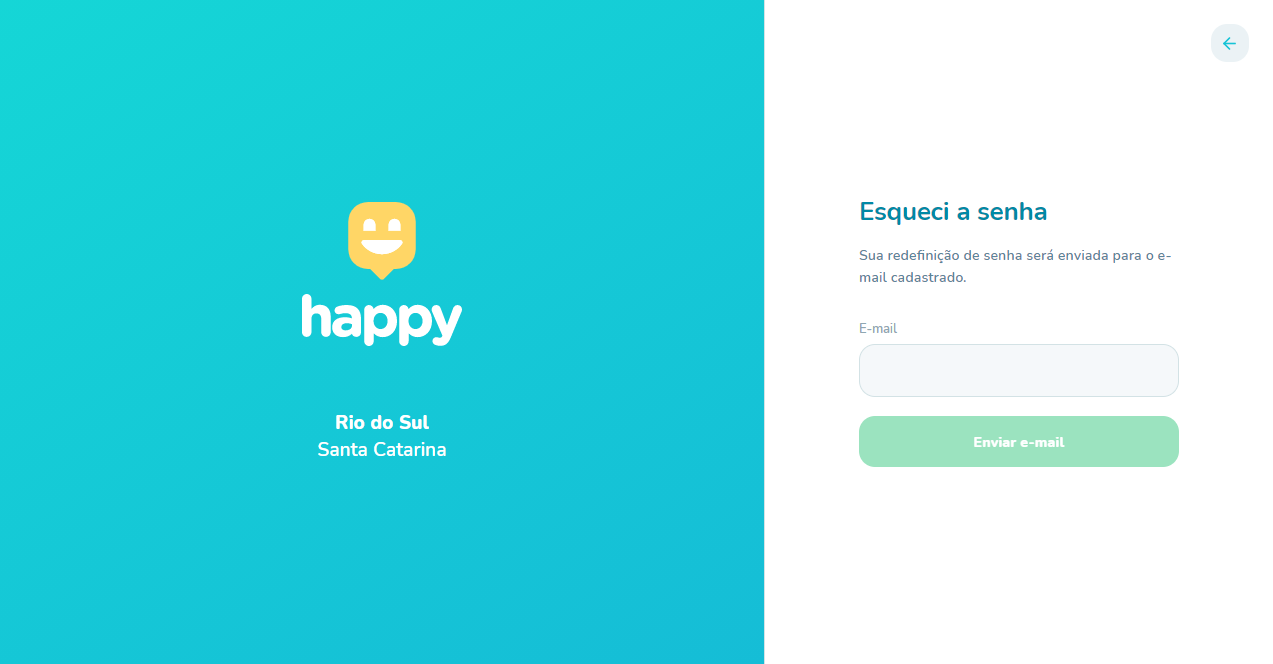 happy
Rio do Sul
Santa Catarina
Esqueci a senha
Sua redefinição de senha será enviada para o e-
mail cadastrado.
E-mail
Enviar e-mail